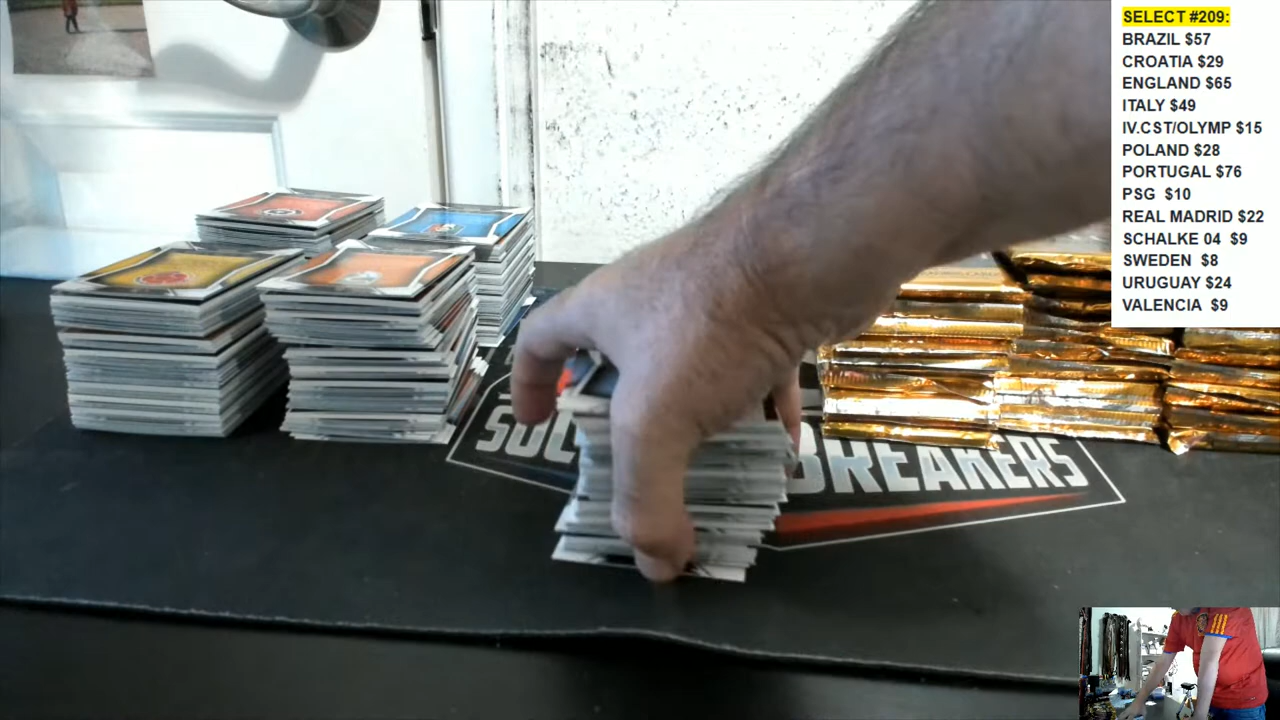 SELECT #209:
BRAZIL $57
CROATIA $29
ENGLAND $65
ITALY $49
IV.CST/OLYMP $15
POLAND $28
PORTUGAL $76
PSG $10
REAL MADRID $22
SCHALKE 04 $9
SWEDEN $8
URUGUAY $24
VALENCIA $9
BREAKERS